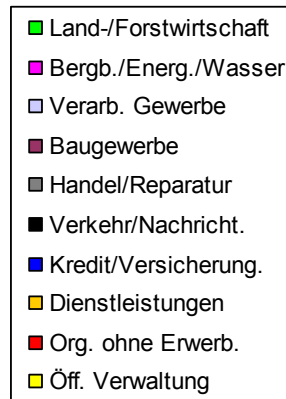 Land-/Forstwirtschaft
Bergb./Energ./Wasser
Verarb. Gewerbe
Baugewerbe
Handel/Reparatur
Verkehr/Nachricht.
Kredit/Versicherung.
Dienstleistungen
Org. ohne Erwerb.
Öff. Verwaltung